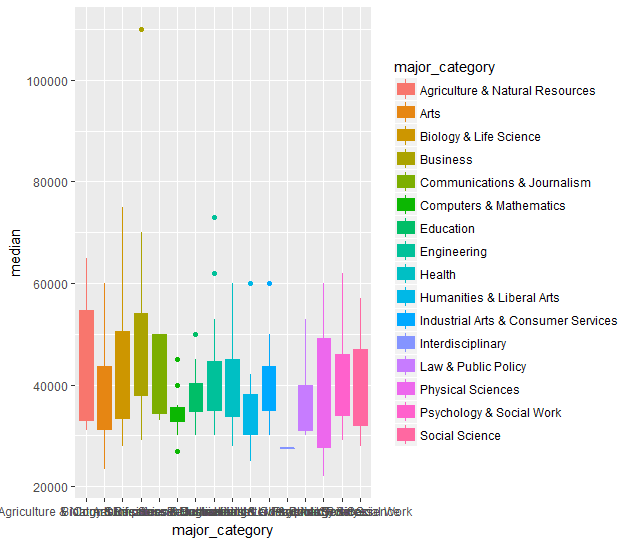 major_category
Agriculture & Natural Resources
Arts
Biology & Life Science
Business
Communications & Journalism
Computers & Mathematics
Education
Engineering
Health
Humanities & Liberal Arts
Industrial Arts & Consumer Services
Interdisciplinary
Law & Public Policy
Physical Sciences
Psychology & Social Work
Social Science
100000
80000
60000
40000
20000
median
Agriculture &
Work
major_category